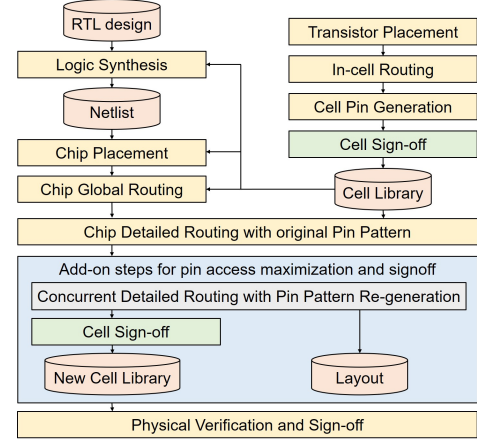 RTL design
Logic Synthesis
Netlist
Chip Placement
Chip Global Routing
Transistor Placement
In-cell Routing
Cell Pin Generation
Cell Sign-off
Cell Library
Chip Detailed Routing with original Pin Pattern
Add-on steps for pin access maximization and signoff
Concurrent Detailed Routing with Pin Pattern Re-generation
Cell Sign-off
New Cell Library
Layout
Physical Verification and Sign-off